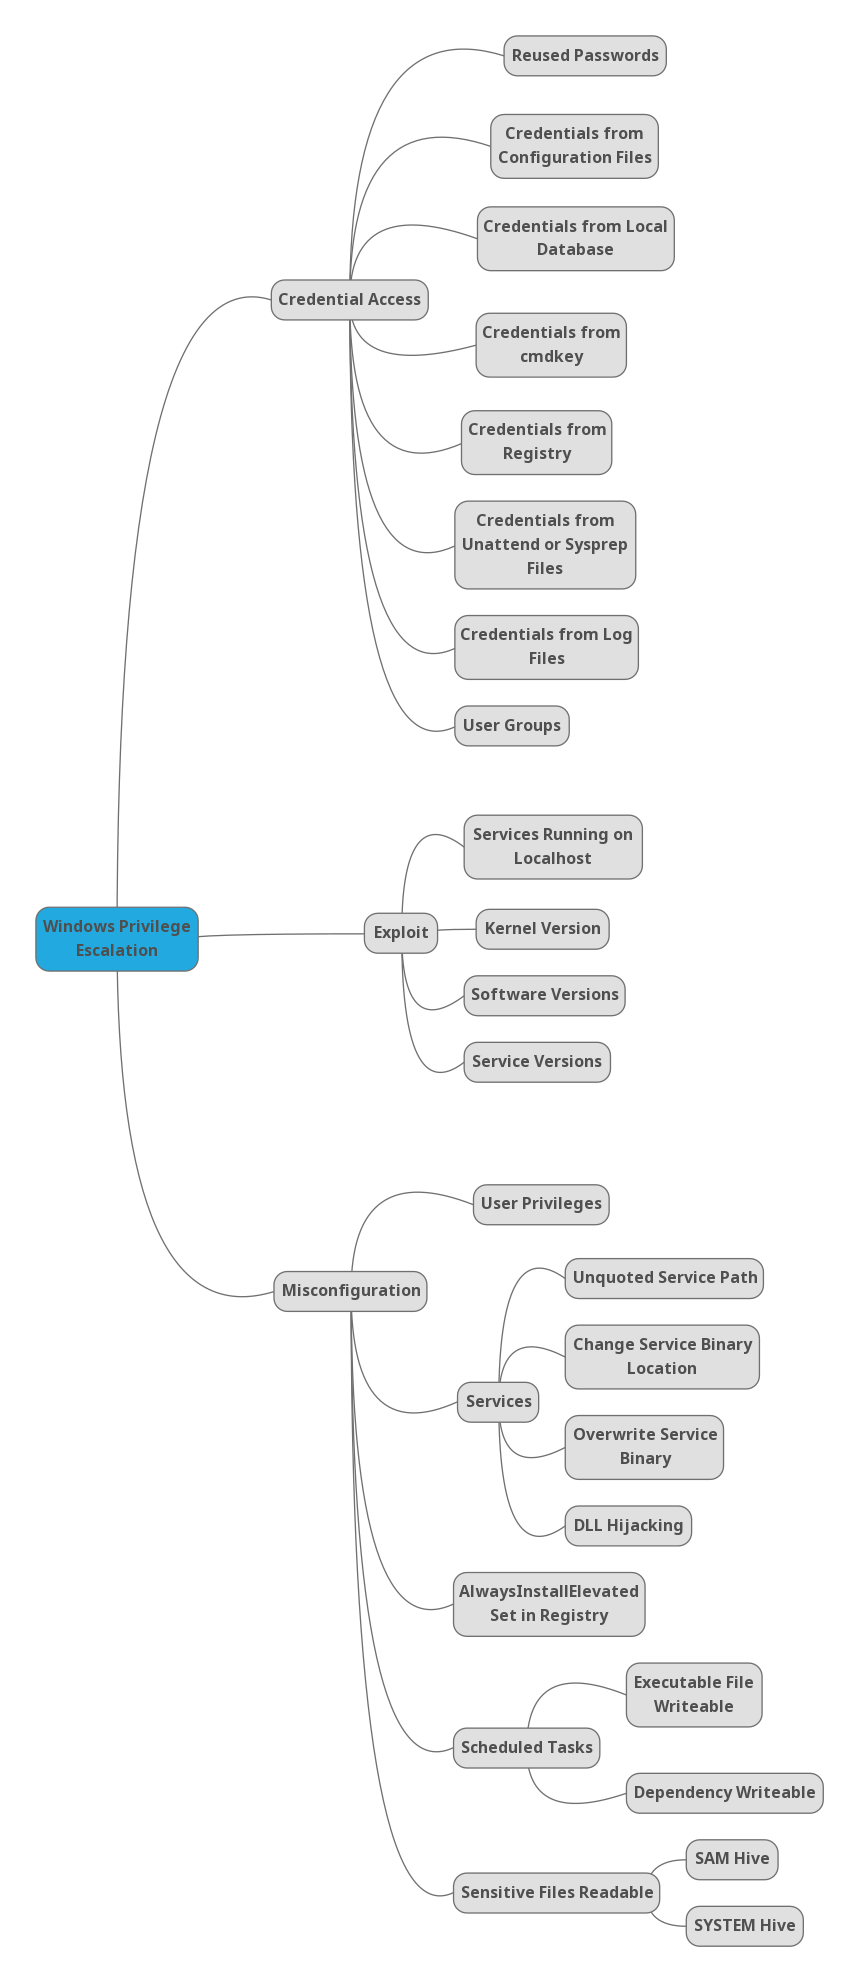 Reused Passwords
Credentials from
Configuration Files
Credentials from Local
Database
Credential Access
Credentials from
cmdkey
Credentials from
Registry
Credentials from
Unattend or Sysprep
Files
Credentials from Log
Files
User Groups
Services Running on
Localhost
Windows Privilege
Escalation
Exploit
Kernel Version
Software Versions
Service Versions
User Privileges
Misconfiguration
Unquoted Service Path
Change Service Binary
Location
Services
Overwrite Service
Binary
DLL Hijacking
AlwaysInstallElevated
Set in Registry
Executable File
Writeable
Scheduled Tasks
Dependency Writeable
SAM Hive
Sensitive Files Readable
SYSTEM Hive